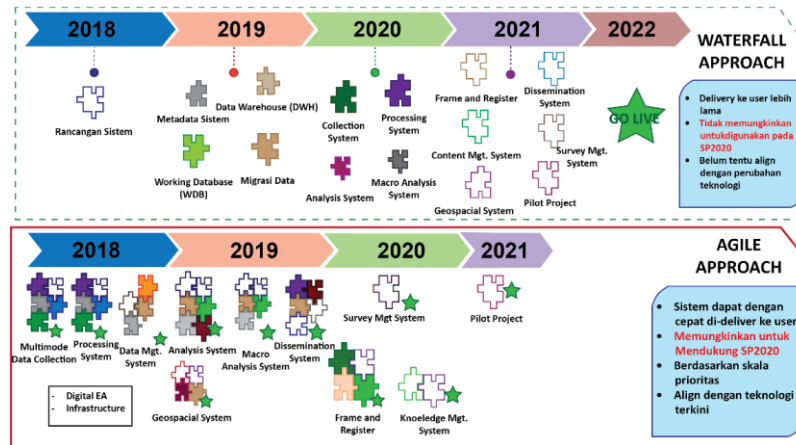 2018
2019
2020
2021
2022
WATERFALL
APPROACH
Rancangan Sistem
Metadata Sistem
Data Warehouse (DWH)
Working Database
(WDB)
Migrasi Data
Collection
System
Processing
System
Analysis System
Macro Analysis
System
Frame and Register
Dissemination
System
Content Mgt. System
Survey Mgt.
System
Geospacial System
Pilot Project
GO LIVE
• Delivery ke user lebih
lama
• Tidak memungkinkan
untukdigunakan pada
SP2020
• Belum tentu align
dengan perubahan
teknologi
2018
2019
2020
2021
AGILE
APPROACH
Multimode
Data Collection
Processing
System
Data Mgt.
System
Analysis System
Macro
Analysis System
Dissemination
System
Geospacial System
Survey Mgt System
Frame and
Register
Knoeledge Mgt.
System
Pilot Project
- Digital EA
- Infrastructure
• Sistem dapat dengan
cepat di-deliver ke user
• Memungkinkan untuk
Mendukung SP2020
• Berdasarkan skala
prioritas
• Align dengan teknologi
terkini